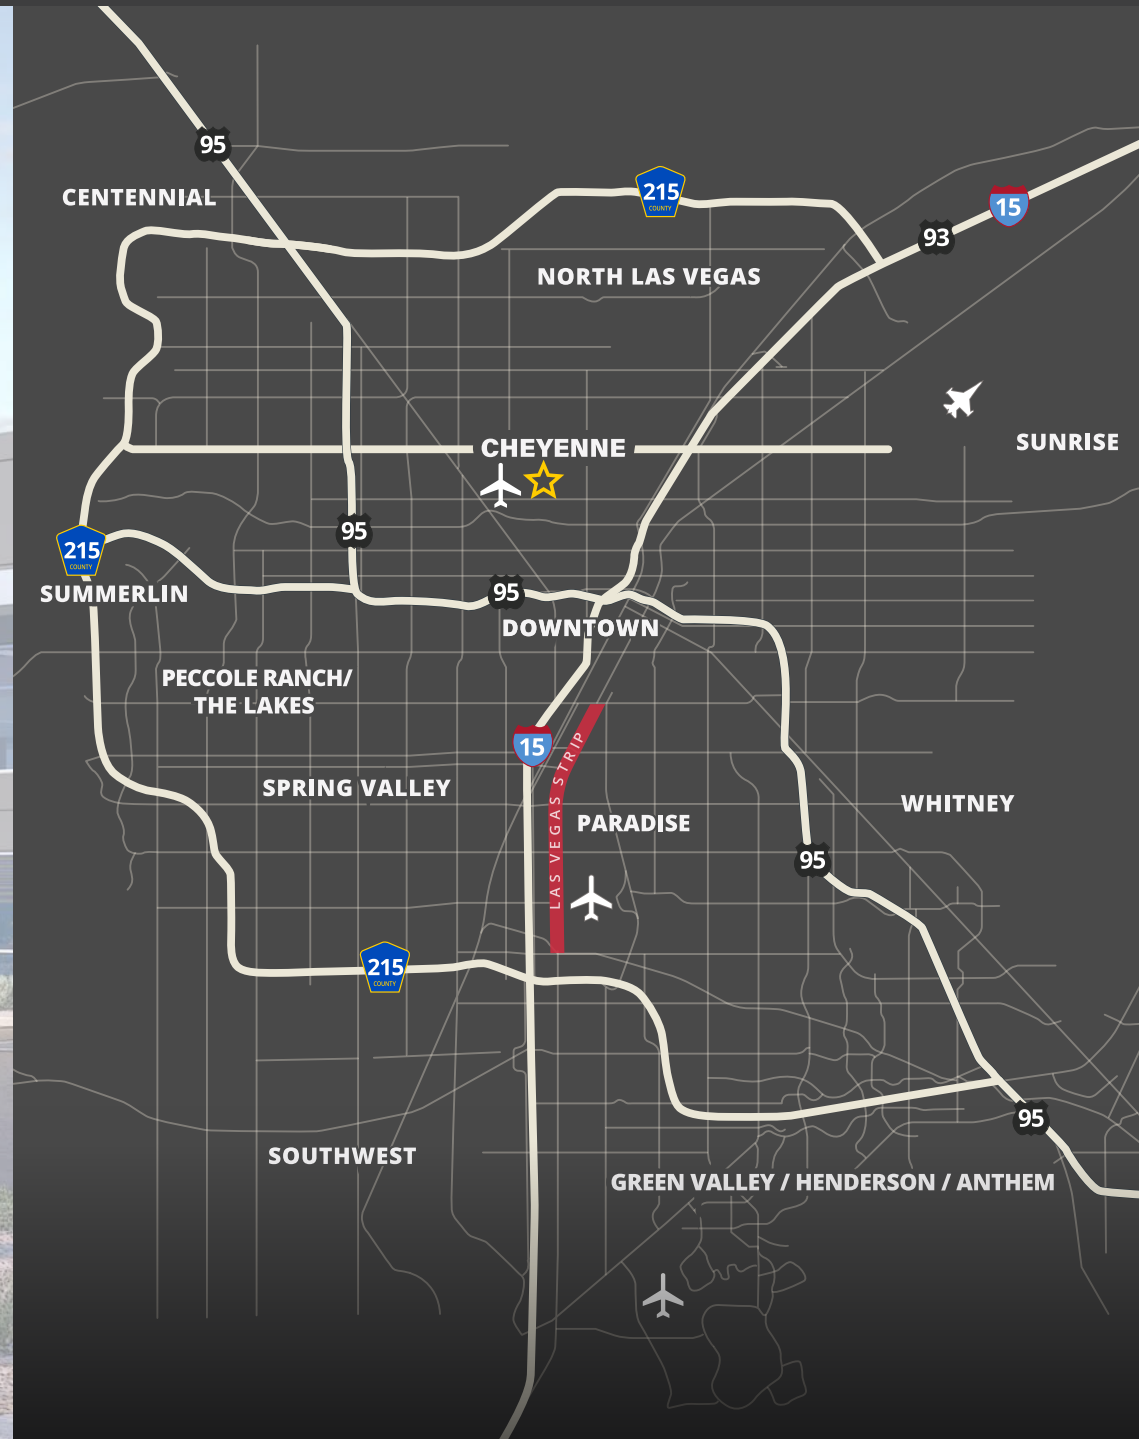 95
CENTENNIAL
215
COUNTY
15
93
NORTH LAS VEGAS
SUNRISE
CHEYENNE
95
215
COUNTY
SUMMERLIN
95
DOWNTOWN
PECCOLE RANCH/
THE LAKES
15
LAS VEGAS STRIP
SPRING VALLEY
WHITNEY
PARADISE
95
215
COUNTY
95
SOUTHWEST
GREEN VALLEY / HENDERSON / ANTHEM